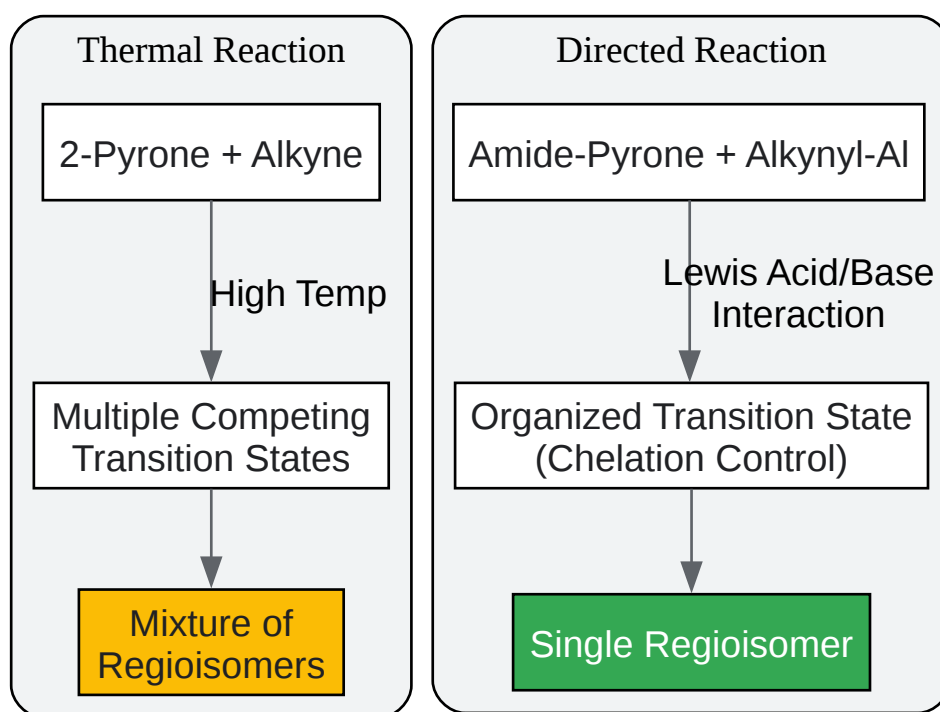 Thermal Reaction
2-Pyrone + Alkyne
High Temp
Multiple Competing
Transition States
Mixture of
Regioisomers
Directed Reaction
Amide-Pyrone + Alkynyl-Al
Lewis Acid/Base
Interaction
Organized Transition State
(Chelation Control)
Single Regioisomer